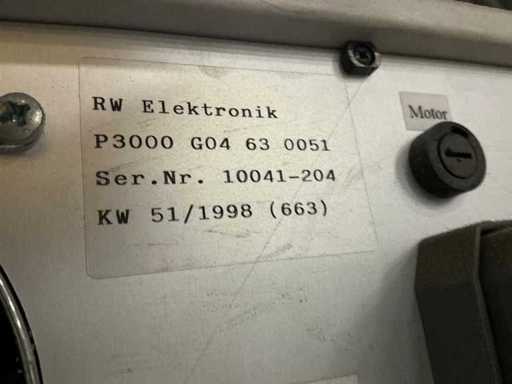 RW Elektronik
P3000 G04 63 0051
Ser.Nr. 10041-204
KW 51/1998 (663)
Motor